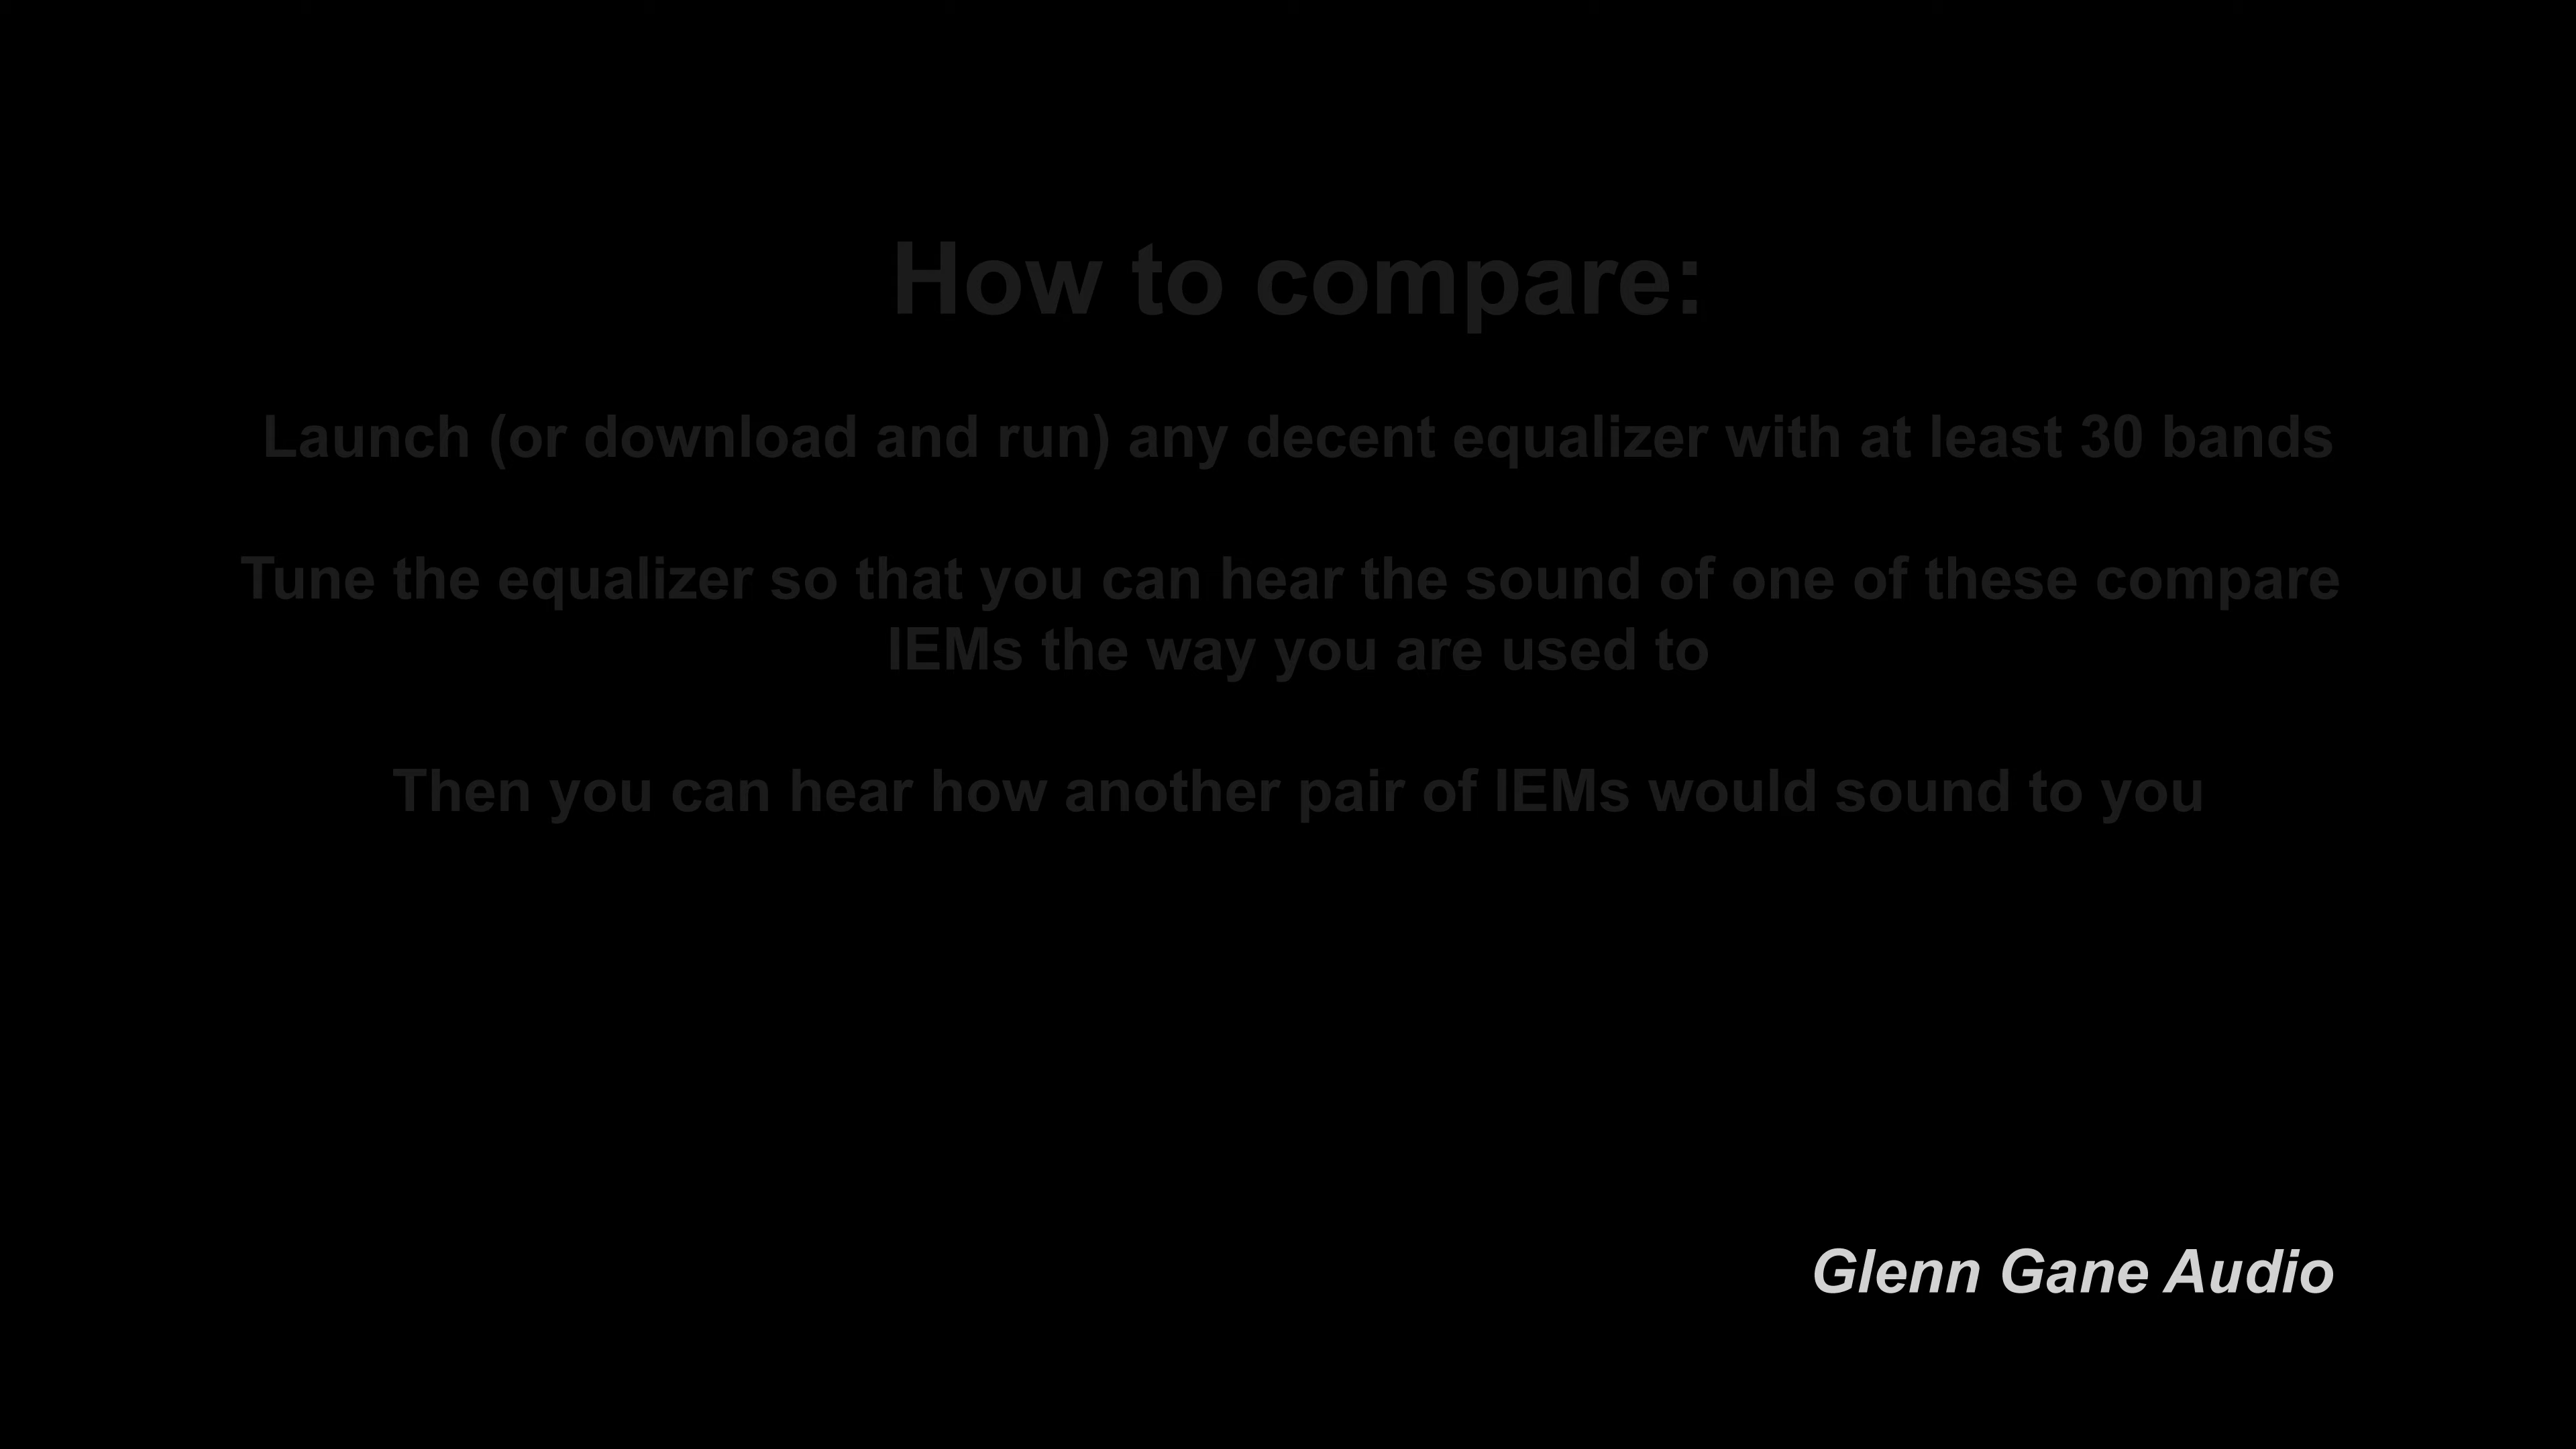 How to compare:
Launch (or download and run) any decent equalizer with at least 30 bands
Tune the equalizer so that you can hear the sound of one of these compare
IEMs the way you are used to
Then you can hear how another pair of IEMs would sound to you
Glenn Gane Audio